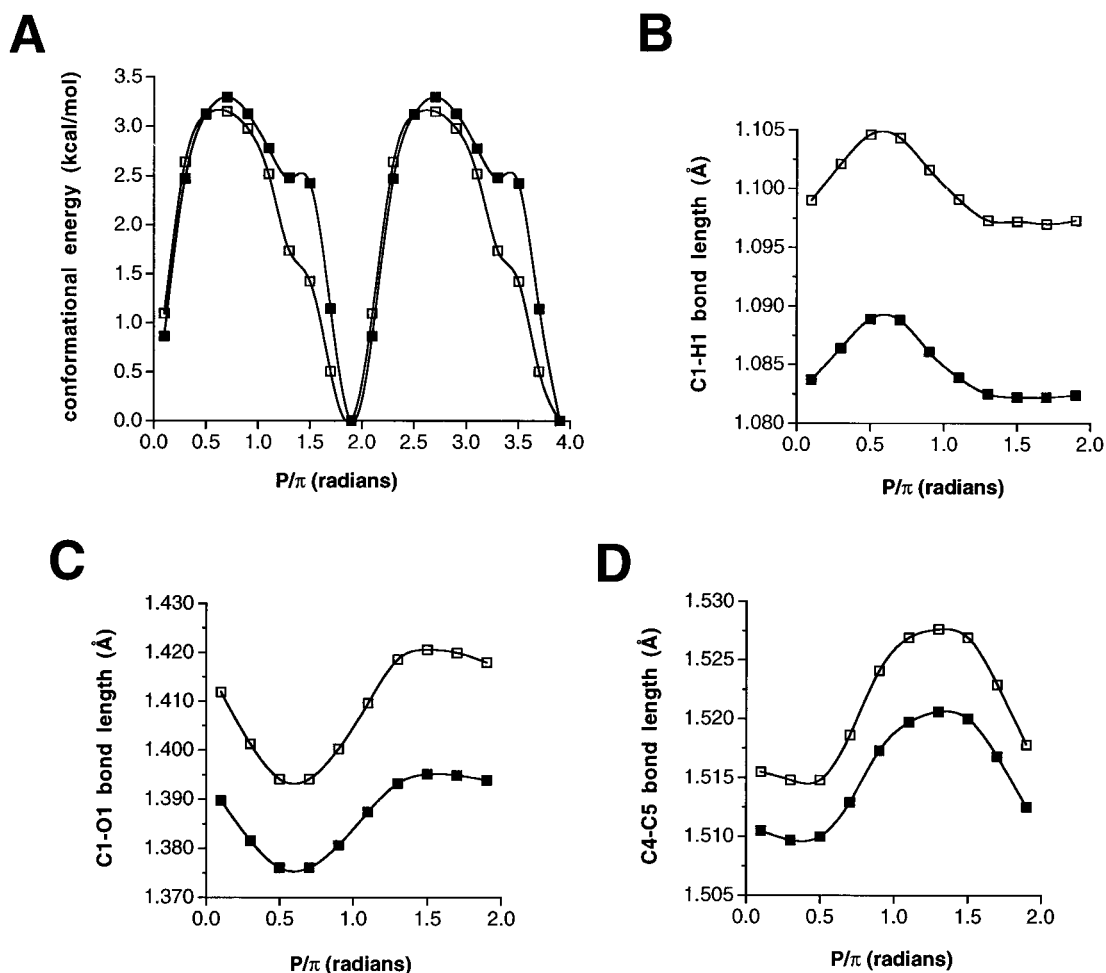 A
conformational energy (kcal/mol)
3.5
3.0
2.5
2.0
1.5
1.0
0.5
0.0
0.0 0.5 1.0 1.5 2.0 2.5 3.0 3.5 4.0
P/π (radians)
B
C1-H1 bond length (Å)
1.105
1.100
1.095
1.090
1.085
1.080
0.0 0.5 1.0 1.5 2.0
P/π (radians)
C
C1-O1 bond length (Å)
1.430
1.420
1.410
1.400
1.390
1.380
1.370
0.0 0.5 1.0 1.5 2.0
P/π (radians)
D
C4-C5 bond length (Å)
1.530
1.525
1.520
1.515
1.510
1.505
0.0 0.5 1.0 1.5 2.0
P/π (radians)